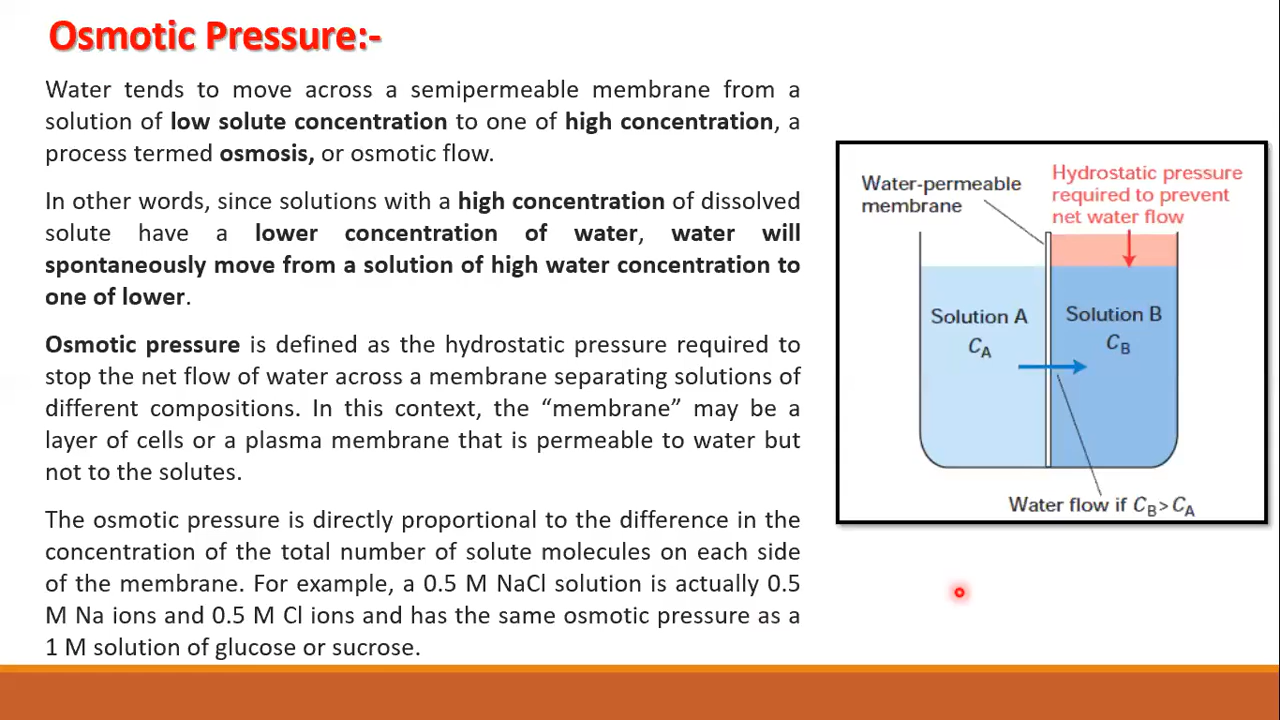 Osmotic Pressure:-
Water tends to move across a semipermeable membrane from a
solution of low solute concentration to one of high concentration, a
process termed osmosis, or osmotic flow.
In other words, since solutions with a high concentration of dissolved
solute have a lower concentration of water, water will
spontaneously move from a solution of high water concentration to
one of lower.
Osmotic pressure is defined as the hydrostatic pressure required to
stop the net flow of water across a membrane separating solutions of
different compositions. In this context, the “membrane” may be a
layer of cells or a plasma membrane that is permeable to water but
not to the solutes.
The osmotic pressure is directly proportional to the difference in the
concentration of the total number of solute molecules on each side
of the membrane. For example, a 0.5 M NaCl solution is actually 0.5
M Na ions and 0.5 M Cl ions and has the same osmotic pressure as a
1 M solution of glucose or sucrose.
Water-permeable
membrane
Hydrostatic pressure
required to prevent
net water flow
Solution A
CA
Solution B
CB
Water flow if CB>CA